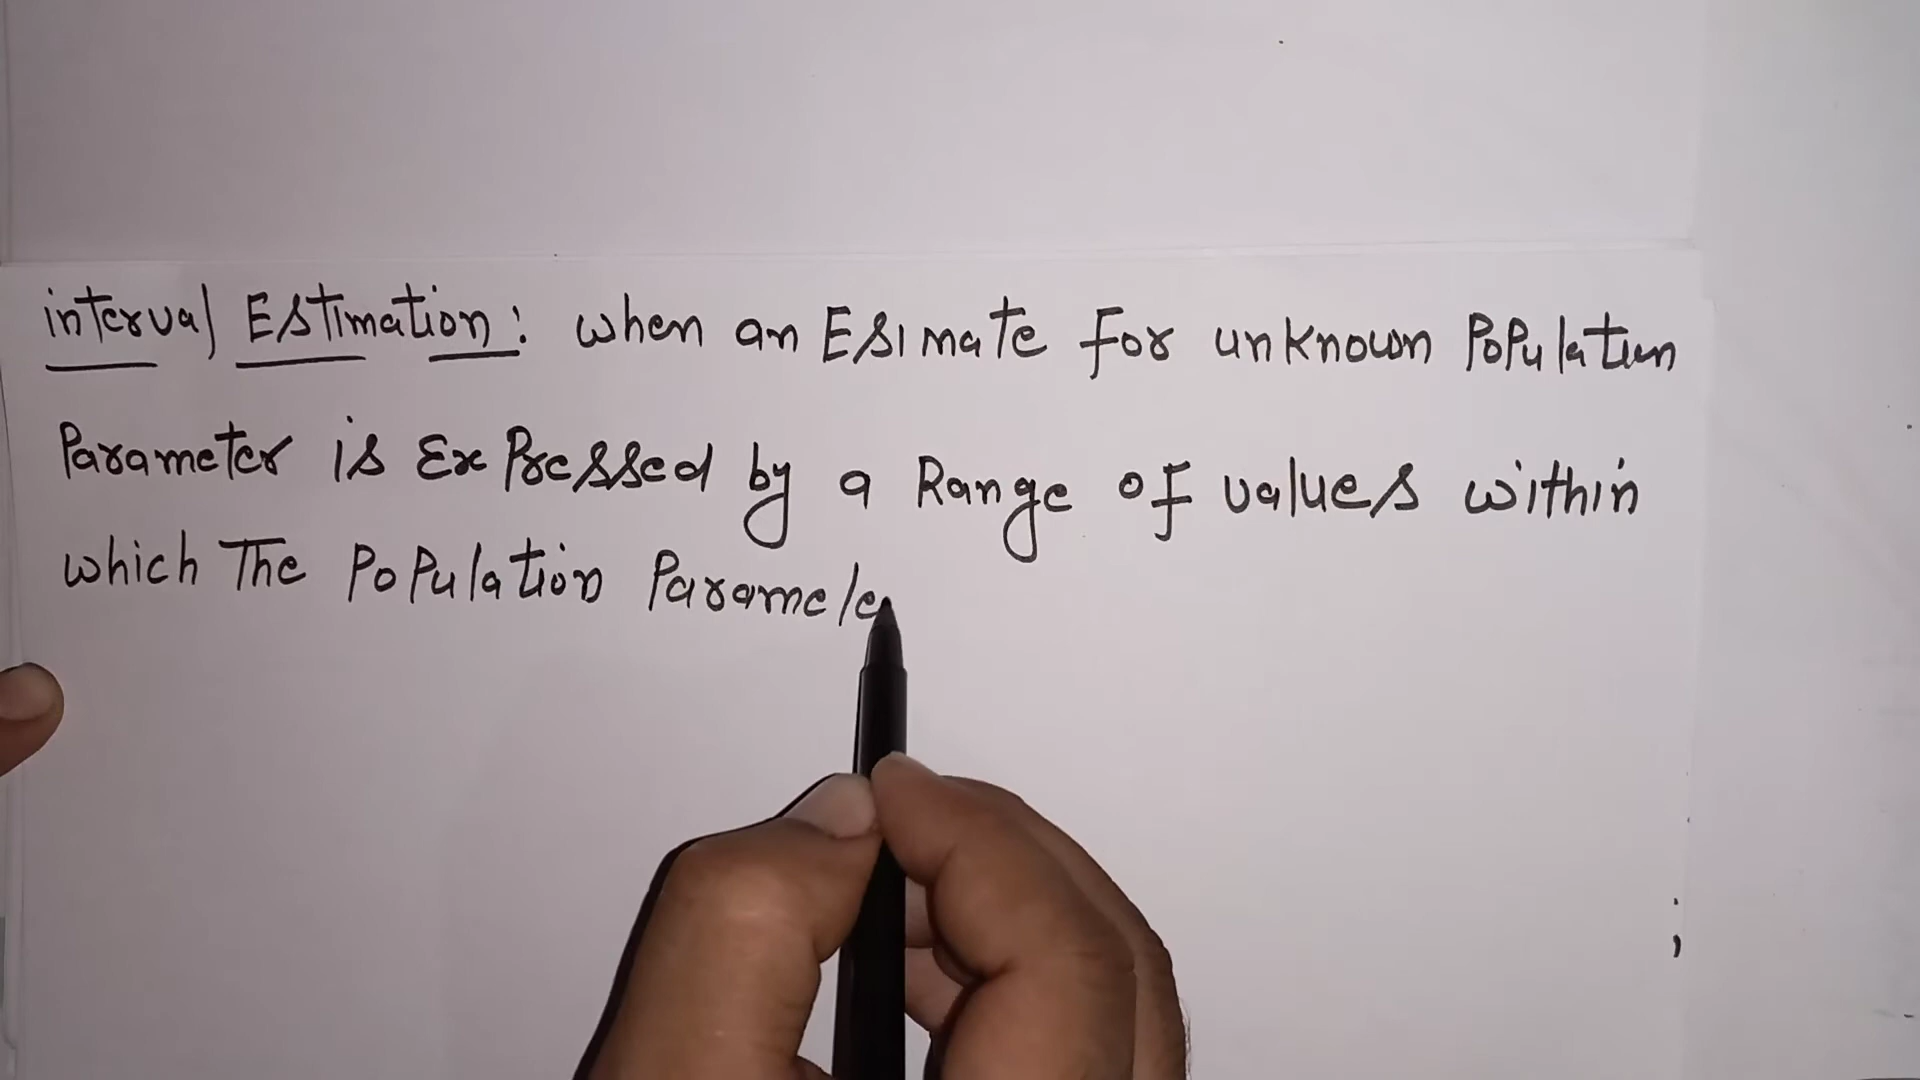 interval Estimation: when an Esimate For unknown Population
Parameter is Expressed by a Range of values within
which The Population Paramete